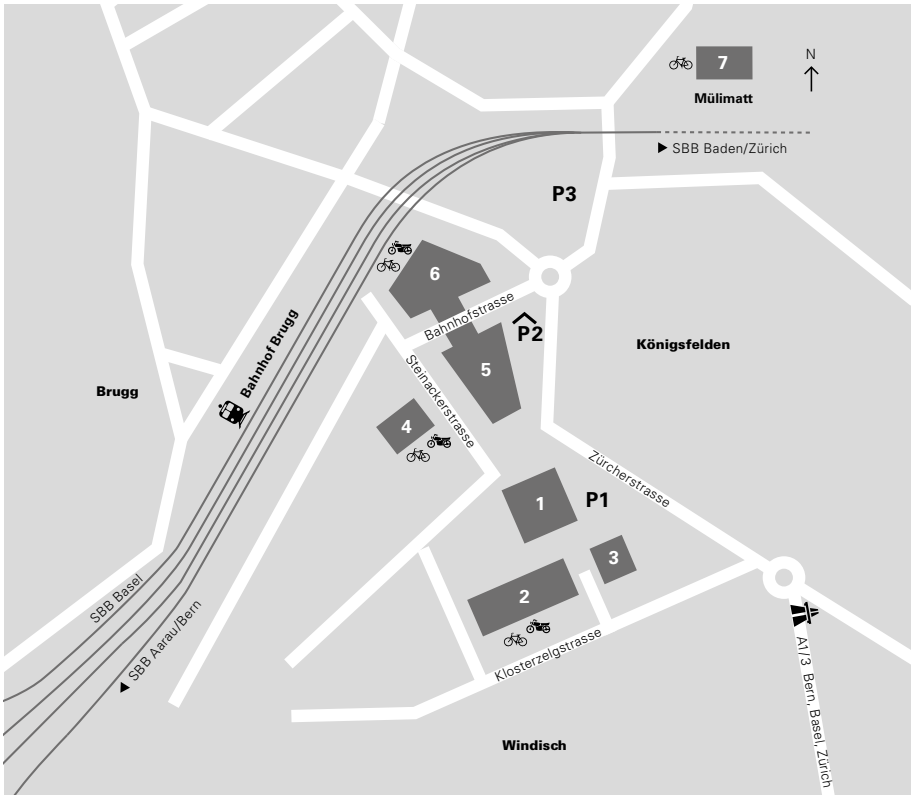 7
N
Mülimatt
SBB Baden/Zürich
P3
6
Bahnhofstrasse
P2
Bahnhof Brugg
Königsfelden
5
Steinackerstrasse
Brugg
4
Zürcherstrasse
1
P1
3
2
SBB Basel
SBB Aarau/Bern
Klosterzelgstrasse
A1/3 Bern, Basel, Zürich
Windisch